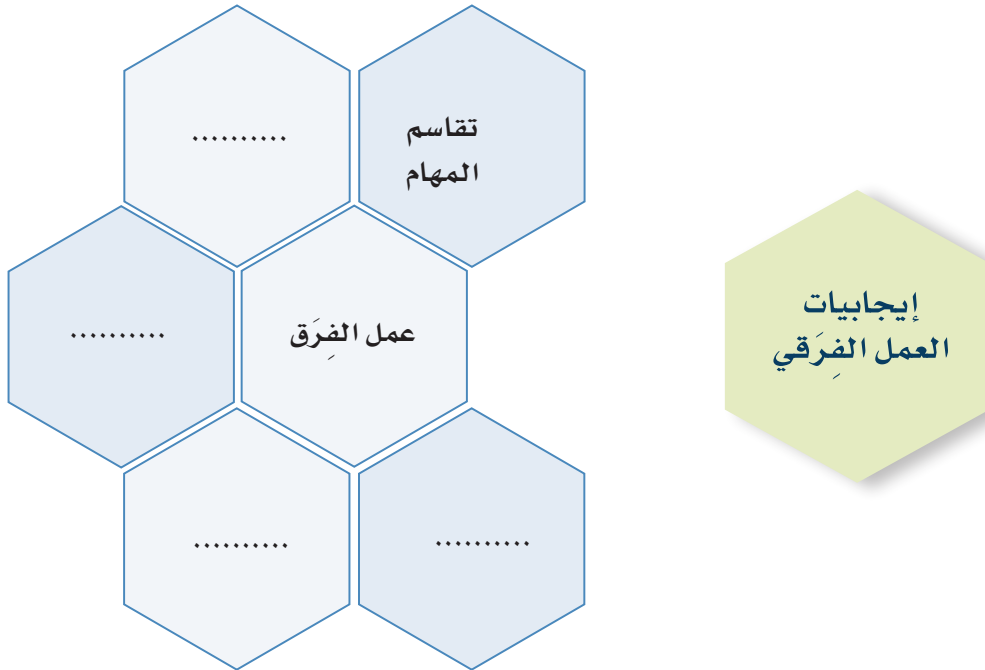 إيجابيات
العمل الفِرَقي
تقاسم
المهام
..........
عمل الفِرَق
..........
..........
..........